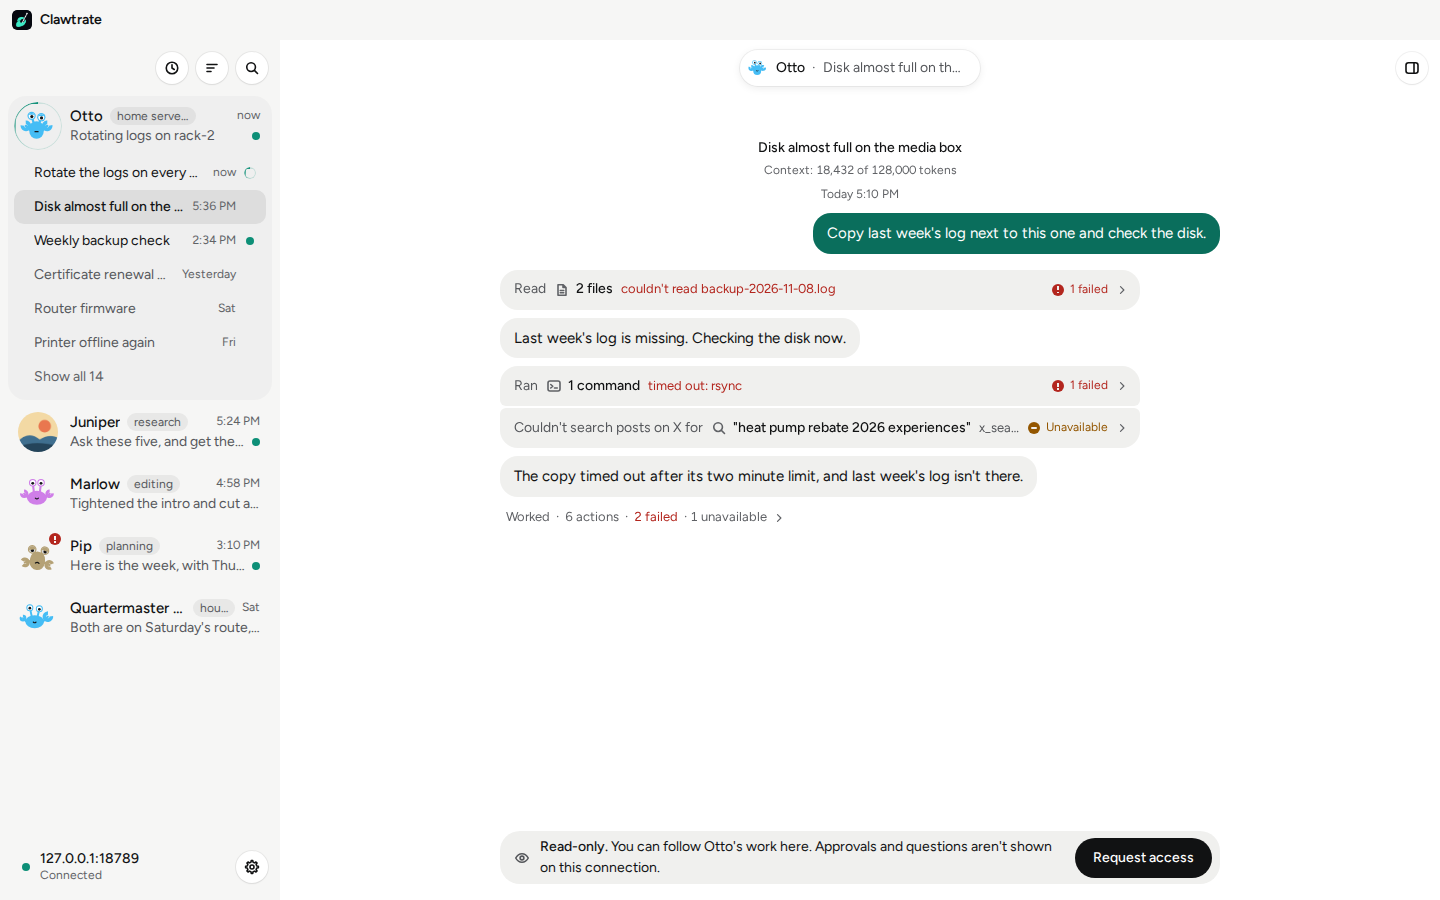 Clawtrate
Otto home serve... now
Rotating logs on rack-2
Rotate the logs on every ... now
Disk almost full on the ... 5:36 PM
Weekly backup check 2:34 PM
Certificate renewal ... Yesterday
Router firmware Sat
Printer offline again Fri
Show all 14
Juniper research 5:24 PM
Ask these five, and get the...
Marlow editing 4:58 PM
Tightened the intro and cut a...
Pip planning 3:10 PM
Here is the week, with Thu...
Quartermaster ... hou... Sat
Both are on Saturday's route,...
127.0.0.1:18789
Connected
Otto · Disk almost full on th...
Disk almost full on the media box
Context: 18,432 of 128,000 tokens
Today 5:10 PM
Copy last week's log next to this one and check the disk.
Read 2 files couldn't read backup-2026-11-08.log 1 failed
Last week's log is missing. Checking the disk now.
Ran 1 command timed out: rsync 1 failed
Couldn't search posts on X for "heat pump rebate 2026 experiences" x_sea... Unavailable
The copy timed out after its two minute limit, and last week's log isn't there.
Worked · 6 actions · 2 failed · 1 unavailable
Read-only. You can follow Otto's work here. Approvals and questions aren't shown
on this connection.
Request access